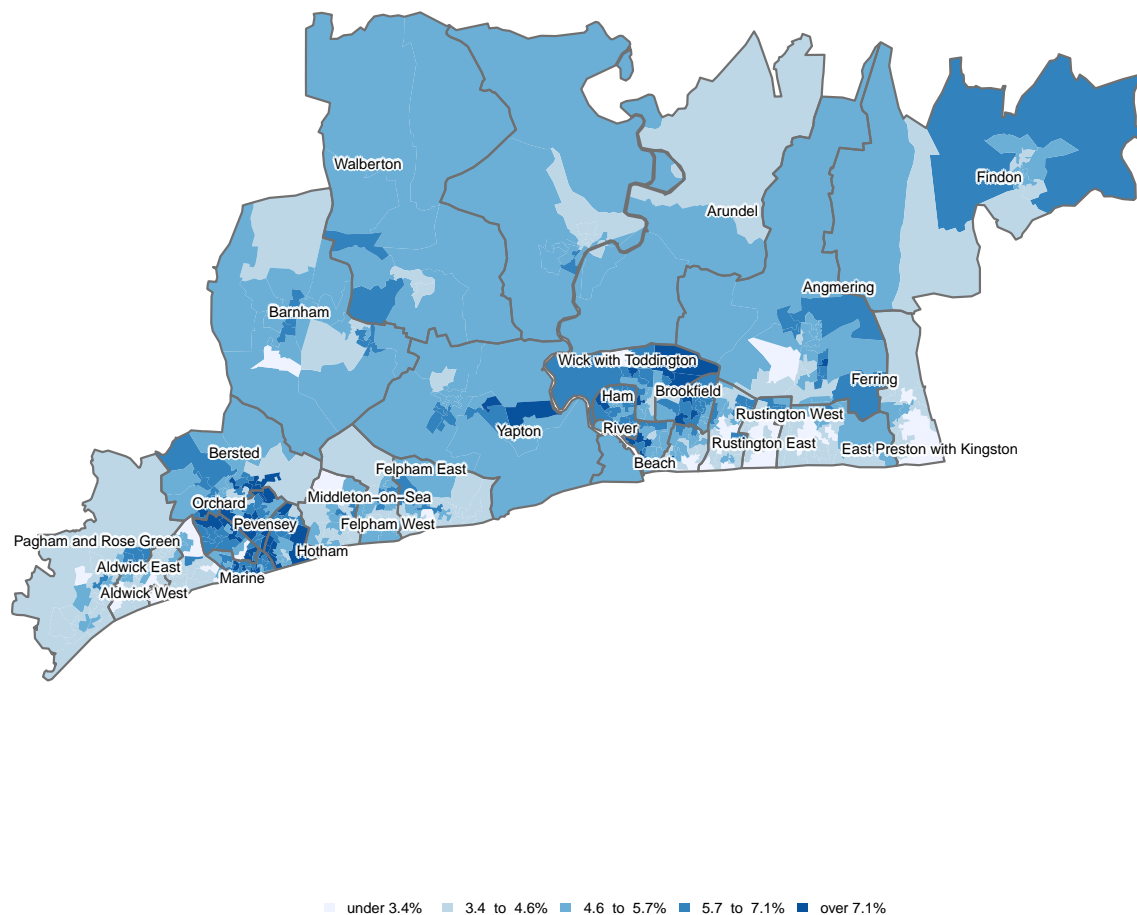 Walberton
Findon
Arundel
Angmering
Barnham
Wick with Toddington
Ferring
Ham
Brookfield
Rustington West
Yapton
River
Rustington East
East Preston with Kingston
Bersted
Beach
Felpham East
Middleton−on−Sea
Orchard
Pevensey
Felpham West
Pagham and Rose Green
Hotham
Aldwick East
Marine
Aldwick West
under 3.4% 3.4 to 4.6% 4.6 to 5.7% 5.7 to 7.1% over 7.1%